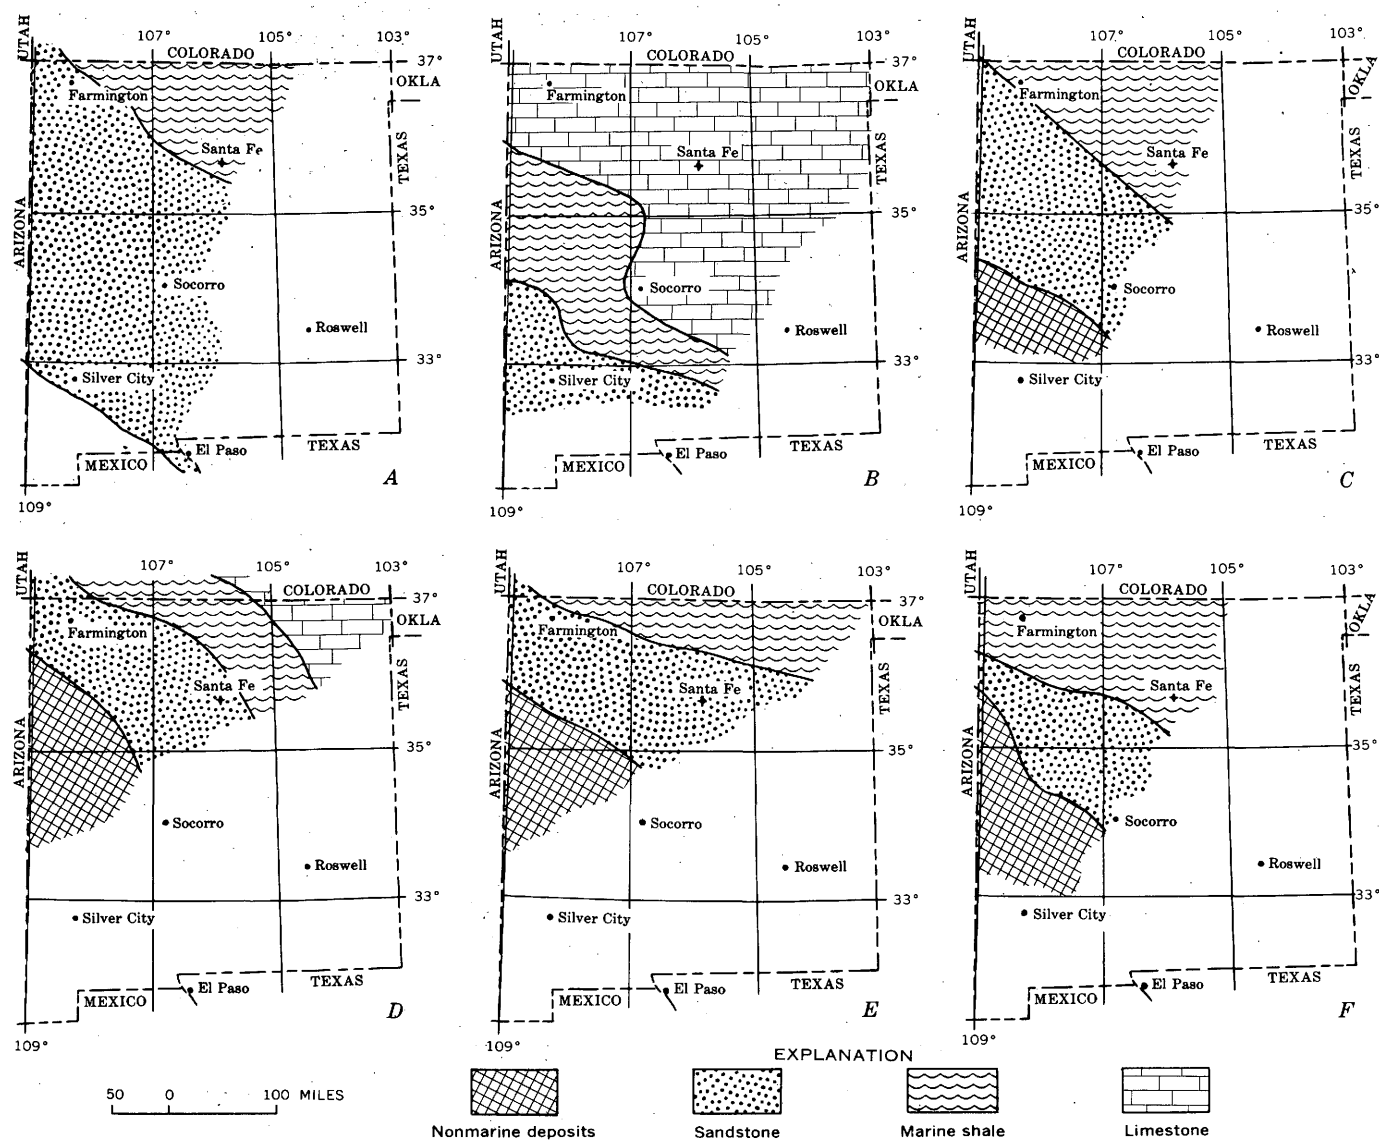 UTAH
107°
105°
103°
COLORADO
37°
Farmington
OKLA
Santa Fe
TEXAS
35°
ARIZONA
Socorro
Roswell
33°
Silver City
El Paso
TEXAS
MEXICO
A
109°
UTAH
107°
105°
103°
COLORADO
37°
Farmington
OKLA
Santa Fe
TEXAS
35°
ARIZONA
Socorro
Roswell
33°
Silver City
El Paso
TEXAS
MEXICO
B
109°
UTAH
107°
105°
103°
COLORADO
37°
Farmington
OKLA
Santa Fe
TEXAS
35°
ARIZONA
Socorro
Roswell
33°
Silver City
El Paso
TEXAS
MEXICO
C
109°
UTAH
107°
105°
103°
COLORADO
37°
Farmington
OKLA
Santa Fe
TEXAS
35°
ARIZONA
Socorro
Roswell
33°
Silver City
El Paso
TEXAS
MEXICO
D
109°
UTAH
107°
105°
103°
COLORADO
37°
Farmington
OKLA
Santa Fe
TEXAS
35°
ARIZONA
Socorro
Roswell
33°
Silver City
El Paso
TEXAS
MEXICO
E
109°
UTAH
107°
105°
103°
COLORADO
37°
Farmington
OKLA
Santa Fe
TEXAS
35°
ARIZONA
Socorro
Roswell
33°
Silver City
El Paso
TEXAS
MEXICO
F
109°
EXPLANATION
50 0 100 MILES
Nonmarine deposits
Sandstone
Marine shale
Limestone